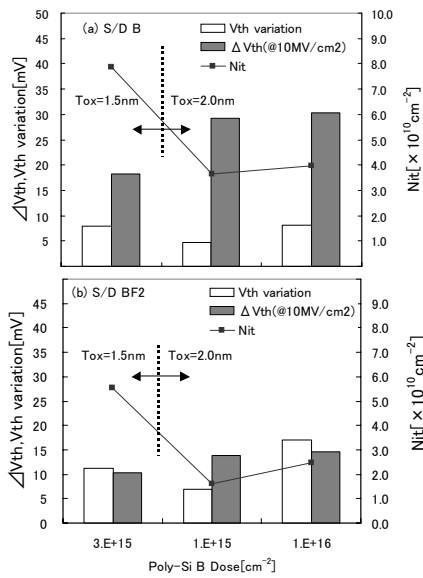 (a) S/D B
Vth variation
Δ Vth(@10MV/cm2)
Nit
Tox=1.5nm
Tox=2.0nm
⊿Vth,Vth variation[mV]
50
45
40
35
30
25
20
15
10
5
10.0
9.0
8.0
7.0
6.0
5.0
4.0
3.0
2.0
1.0
Nit[×10¹⁰cm⁻²]
(b) S/D BF2
Vth variation
Δ Vth(@10MV/cm2)
Nit
Tox=1.5nm
Tox=2.0nm
⊿Vth,Vth variation[mV]
45
40
35
30
25
20
15
10
5
0
9.0
8.0
7.0
6.0
5.0
4.0
3.0
2.0
1.0
0.0
Nit[×10¹⁰cm⁻²]
3.E+15
1.E+15
1.E+16
Poly-Si B Dose[cm⁻²]